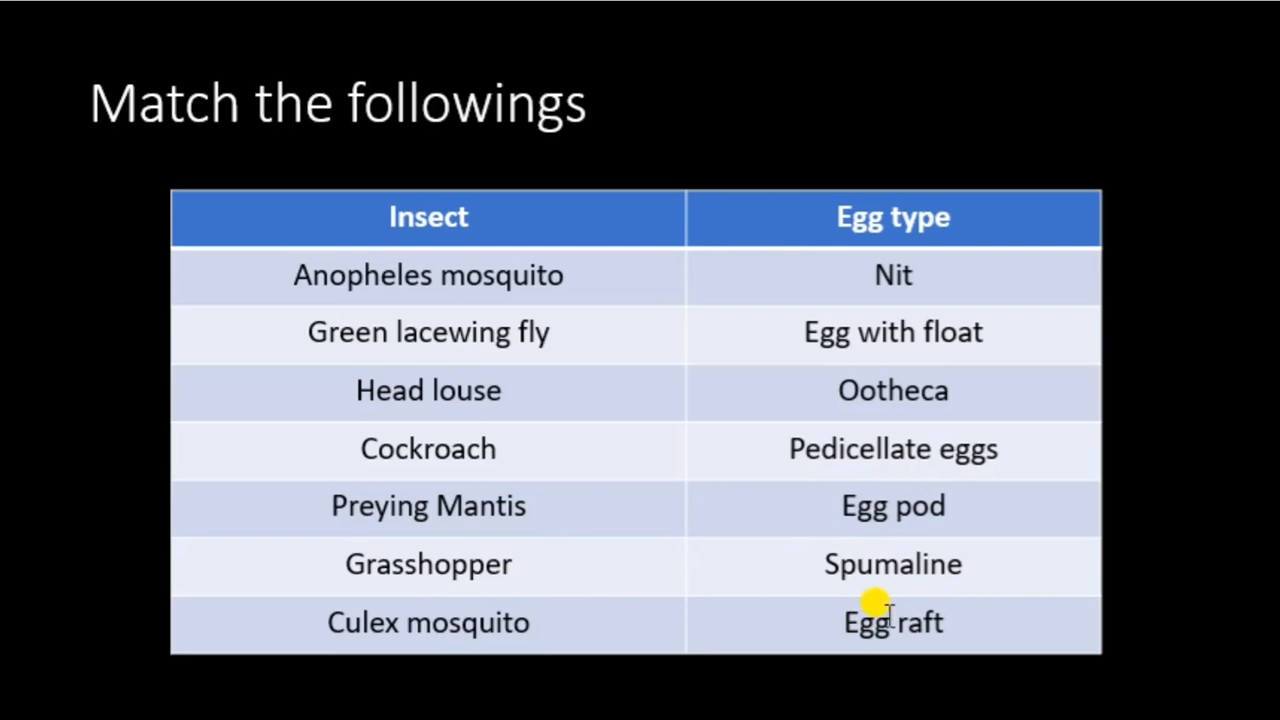 Match the followings
Insect Egg type
Anopheles mosquito Nit
Green lacewing fly Egg with float
Head louse Ootheca
Cockroach Pedicellate eggs
Preying Mantis Egg pod
Grasshopper Spumaline
Culex mosquito Egg raft